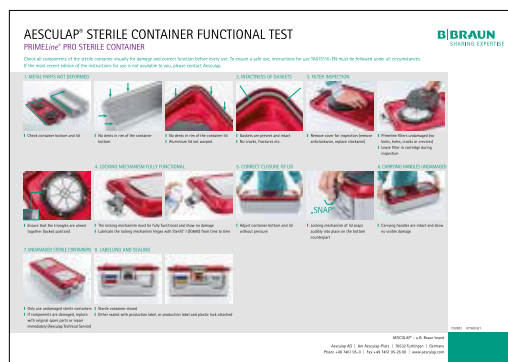 AESCULAP® STERILE CONTAINER FUNCTIONAL TEST
PRIMELine® PRO STERILE CONTAINER
B|BRAUN
SHARING EXPERTISE
Check all components of the sterile container visually for damage and correct function before every use. To ensure a safe use, instructions for use TA011510-EN must be followed under all circumstances.
If the most recent edition of the instructions for use is not available to you, please contact Aesculap.
1. METAL PARTS NOT DEFORMED
2. INTACTNESS OF GASKETS
3. FILTER INSPECTION
Check container bottom and lid
No dents in rim of the container
bottom
No dents in rim of the container lid
Aluminum lid not warped
Gaskets are present and intact
No cracks, fractures etc.
Remove cover for inspection (remove
anticlockwise, replace clockwise)
Primeline filters undamaged (no
dents, holes, cracks or crevices)
Leave filter in cartridge during
inspection
4. LOCKING MECHANISM FULLY FUNCTIONAL
5. CORRECT CLOSURE OF LID
6. CARRYING HANDLES UNDAMAGED
„SNAP“
Ensure that the triangles are aimed
together (locked position)
The locking mechanism must be fully functional and show no damage
Lubricate the locking mechanism hinges with Sterilit® I (JG600) from time to time
Adjust container bottom and lid
without pressure
Locking mechanism of lid snaps
audibly into place on the bottom
counterpart
Carrying handles are intact and show
no visible damage
7. UNDAMAGED STERILE CONTAINERS
8. LABELLING AND SEALING
Only use undamaged sterile containers
If components are damaged, replace
with original spare parts or repair
immediately (Aesculap Technical Service)
Sterile container closed
Either sealed with production label, or production label and plastic lock attached
AESCULAP® – a B. Braun brand
Aesculap AG | Am Aesculap-Platz | 78532 Tuttlingen | Germany
Phone +49 7461 95-0 | Fax +49 7461 95-26 00 | www.aesculap.com